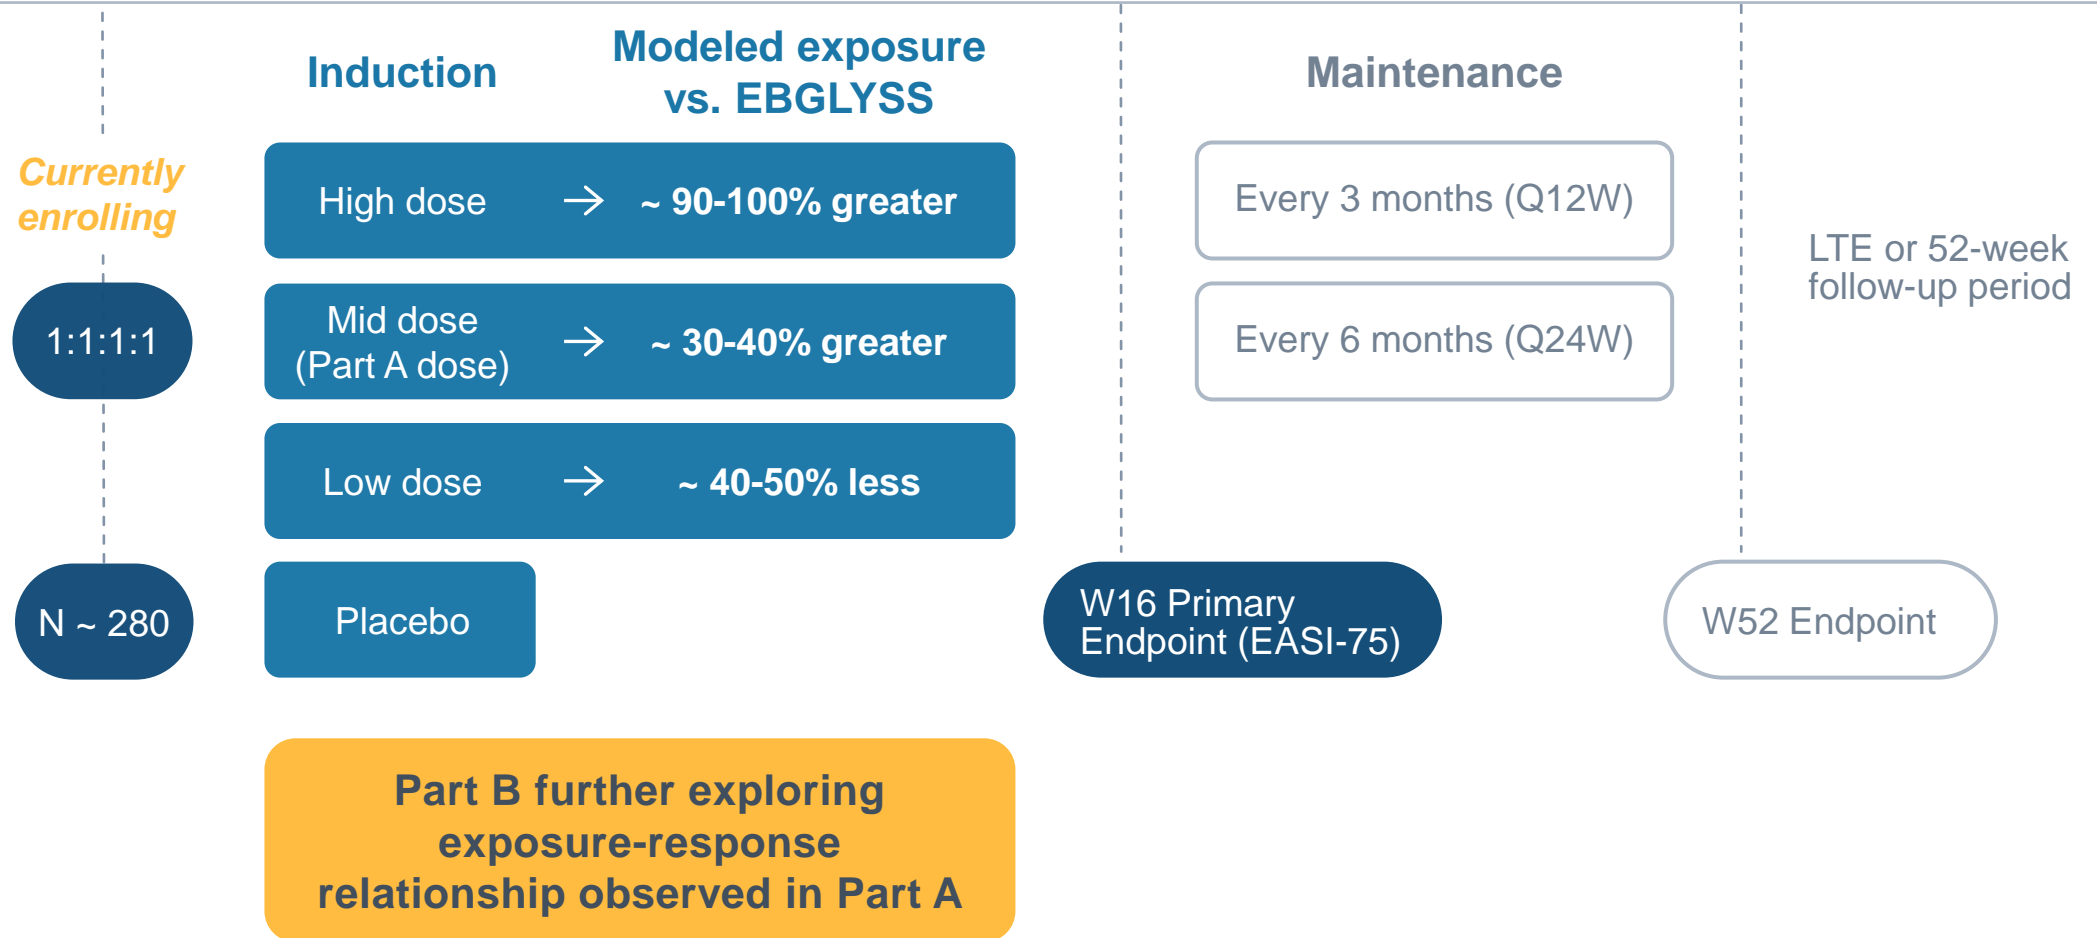 Induction
Modeled exposure
vs. EBGLYSS
Maintenance
Currently
enrolling
High dose → ~ 90-100% greater
Every 3 months (Q12W)
LTE or 52-week
follow-up period
1:1:1:1
Mid dose
(Part A dose) → ~ 30-40% greater
Every 6 months (Q24W)
Low dose → ~ 40-50% less
N ~ 280
Placebo
W16 Primary
Endpoint (EASI-75)
W52 Endpoint
Part B further exploring
exposure-response
relationship observed in Part A